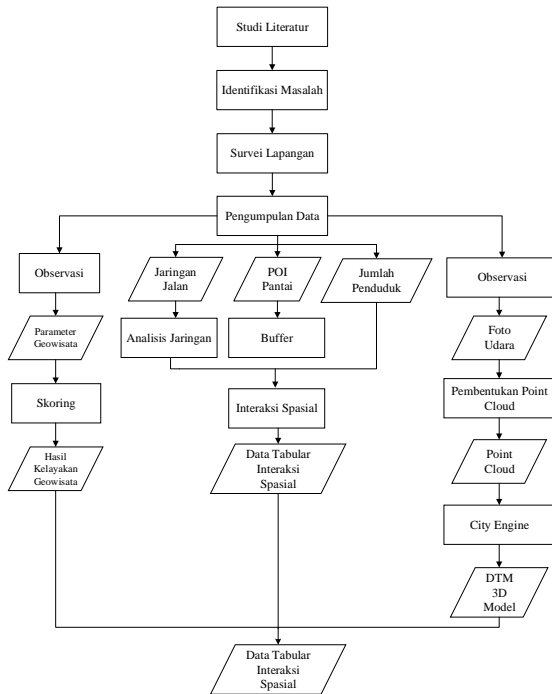 Studi Literatur
Identifikasi Masalah
Survei Lapangan
Pengumpulan Data
Observasi
Jaringan
Jalan
POI
Pantai
Jumlah
Penduduk
Observasi
Parameter
Geowisata
Analisis Jaringan
Buffer
Foto
Udara
Skoring
Interaksi Spasial
Pembentukan Point
Cloud
Hasil
Kelayakan
Geowisata
Data Tabular
Interaksi
Spasial
Point
Cloud
City Engine
DTM
3D
Model
Data Tabular
Interaksi
Spasial